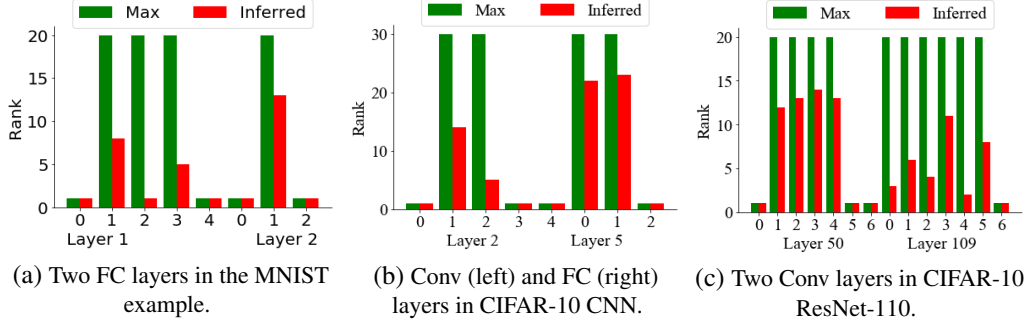 Max Inferred
20
15
10
5
0
Rank
0 1 2 3 4 0 1 2
Layer 1 Layer 2
(a) Two FC layers in the MNIST
example.
Max Inferred
30
20
10
0
Rank
0 1 2 3 4 0 1 2
Layer 2 Layer 5
(b) Conv (left) and FC (right)
layers in CIFAR-10 CNN.
Max Inferred
20
15
10
5
0
Rank
0 1 2 3 4 5 6 0 1 2 3 4 5 6
Layer 50 Layer 109
(c) Two Conv layers in CIFAR-10
ResNet-110.